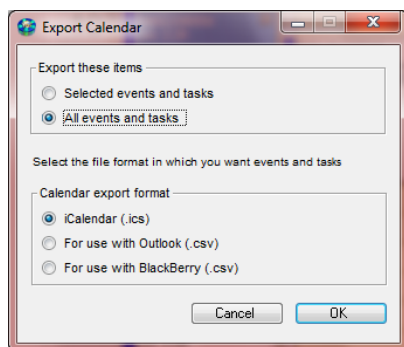 Export Calendar
Export these items
Selected events and tasks
All events and tasks
Select the file format in which you want events and tasks
Calendar export format
iCalendar (.ics)
For use with Outlook (.csv)
For use with BlackBerry (.csv)
Cancel OK